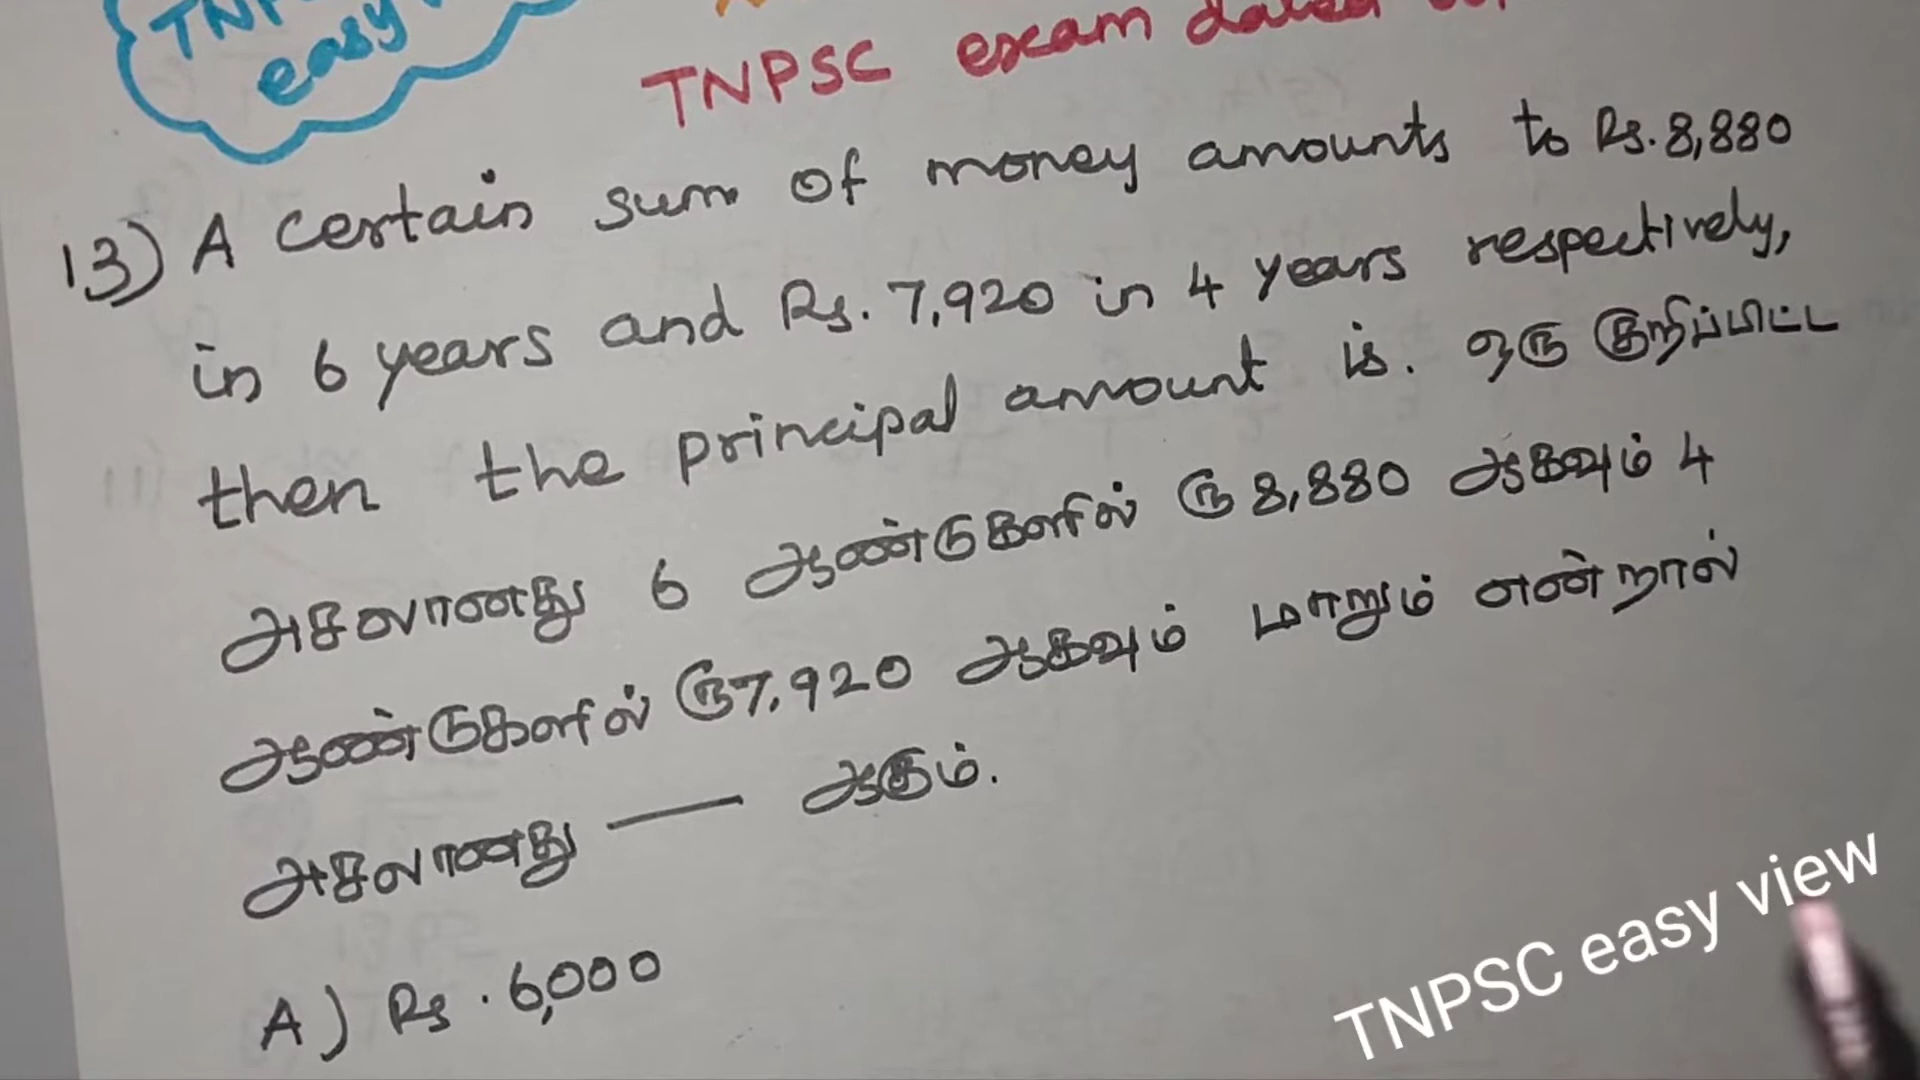 easy
TNPSC exam
13) A certain sum of money amounts to Rs.8,880
in 6 years and Rs.7,920 in 4 years respectively,
then the principal amount is. ஒரு குறிப்பிட்ட
அசலானது 6 ஆண்டுகளில் ரூ 8,880 ஆகவும் 4
ஆண்டுகளில் ரூ7,920 ஆகவும் மாறும் எண்றால்
அசலானது — ஆகும்.
A) Rs. 6,000
TNPSC easy view